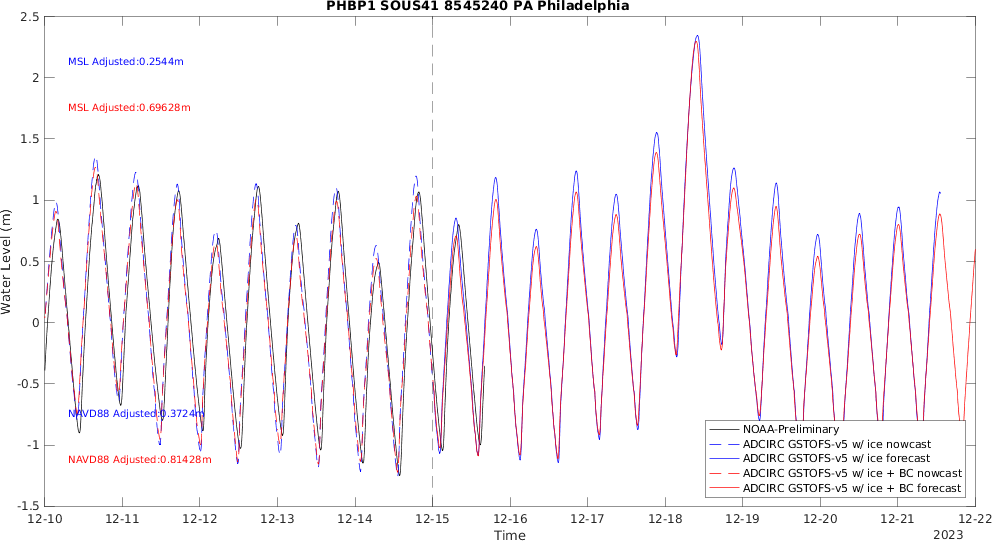 PHBP1 SOUS41 8545240 PA Philadelphia
2.5
2
1.5
1
0.5
0
-0.5
-1
-1.5
Water Level (m)
MSL Adjusted:0.2544m
MSL Adjusted:0.69628m
NAVD88 Adjusted:0.3724m
NAVD88 Adjusted:0.81428m
NOAA-Preliminary
ADCIRC GSTOFS-v5 w/ ice nowcast
ADCIRC GSTOFS-v5 w/ ice forecast
ADCIRC GSTOFS-v5 w/ ice + BC nowcast
ADCIRC GSTOFS-v5 w/ ice + BC forecast
12-10 12-11 12-12 12-13 12-14 12-15 12-16 12-17 12-18 12-19 12-20 12-21 12-22
Time
2023